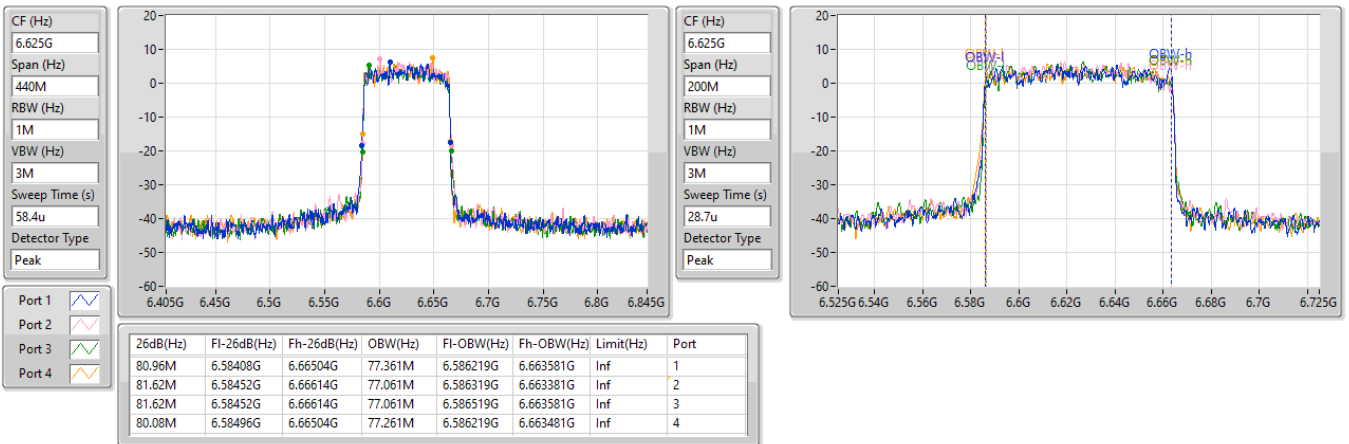 CF (Hz)
6.625G
Span (Hz)
440M
RBW (Hz)
1M
VBW (Hz)
3M
Sweep Time (s)
58.4u
Detector Type
Peak
20
10
0
-10
-20
-30
-40
-50
-60
6.405G 6.45G 6.5G 6.55G 6.6G 6.65G 6.7G 6.75G 6.8G 6.845G
CF (Hz)
6.625G
Span (Hz)
200M
RBW (Hz)
1M
VBW (Hz)
3M
Sweep Time (s)
28.7u
Detector Type
Peak
20
10
0
-10
-20
-30
-40
-50
-60
OBW-l OBW-h
6.525G 6.54G 6.56G 6.58G 6.6G 6.62G 6.64G 6.66G 6.68G 6.7G 6.725G
Port 1
Port 2
Port 3
Port 4
26dB(Hz) Fl-26dB(Hz) Fh-26dB(Hz) OBW(Hz) Fl-OBW(Hz) Fh-OBW(Hz) Limit(Hz) Port
80.96M 6.58408G 6.66504G 77.361M 6.586219G 6.663581G Inf 1
81.62M 6.58452G 6.66614G 77.061M 6.586319G 6.663381G Inf 2
81.62M 6.58452G 6.66614G 77.061M 6.586519G 6.663581G Inf 3
80.08M 6.58496G 6.66504G 77.261M 6.586219G 6.663481G Inf 4